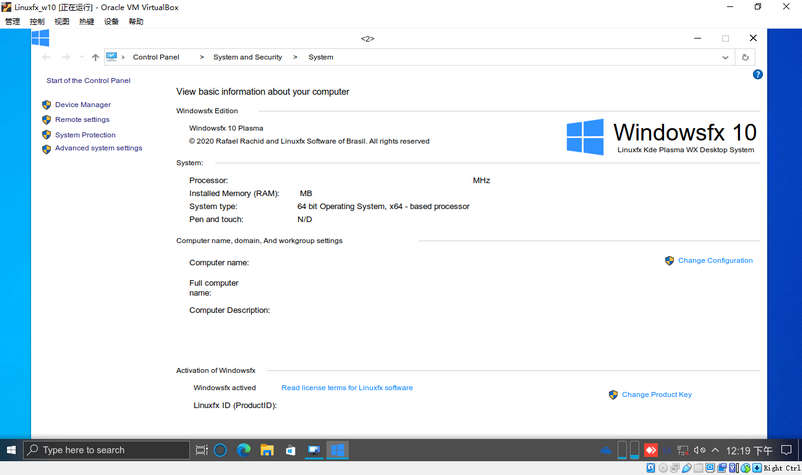 Linuxfx_w10 [正在运行] - Oracle VM VirtualBox
管理 控制 视图 热键 设备 帮助
<2>
Control Panel > System and Security > System
Start of the Control Panel
Device Manager
Remote settings
System Protection
Advanced system settings
View basic information about your computer
Windowsfx Edition
Windowsfx 10 Plasma
© 2020 Rafael Rachid and Linuxfx Software of Brasil. All rights reserved
Windowsfx 10
Linuxfx Kde Plasma WX Desktop System
System:
Processor: MHz
Installed Memory (RAM): MB
System type: 64 bit Operating System, x64 - based processor
Pen and touch: N/D
Computer name, domain, And workgroup settings
Computer name:
Change Configuration
Full computer
name:
Computer Description:
Activation of Windowsfx
Windowsfx actived Read license terms for Linuxfx software
Change Product Key
Linuxfx ID (ProductID):
Type here to search
12:19 下午
Right Ctrl